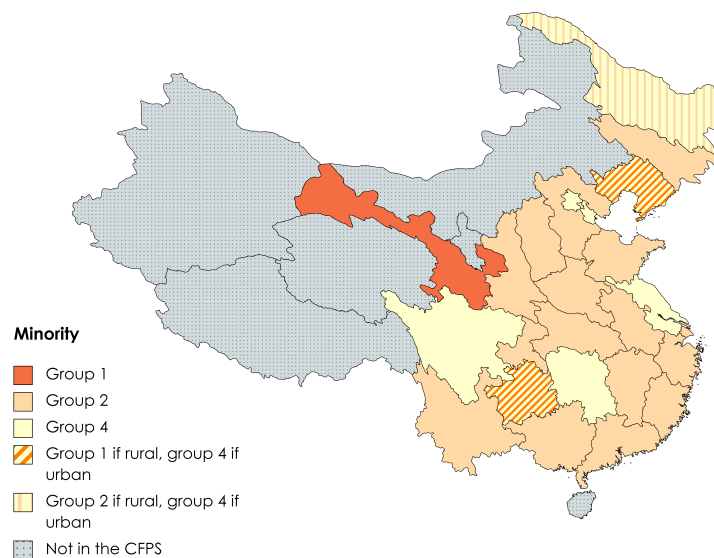 Minority
Group 1
Group 2
Group 4
Group 1 if rural, group 4 if
urban
Group 2 if rural, group 4 if
urban
Not in the CFPS